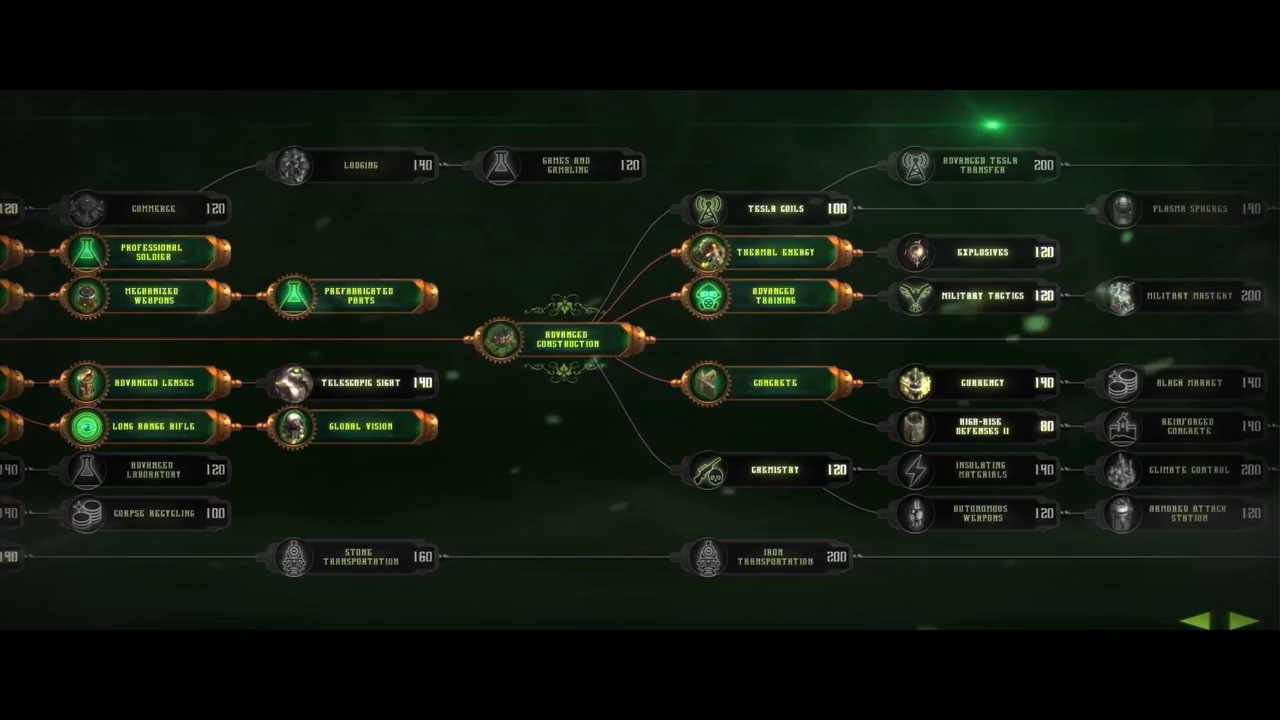 LODGING 140
GAMES AND
GAMBLING 120
ADVANCED TESLA
TRANSFER 200
120
COMMERCE 120
TESLA COILS 100
PLASMA SPHERES 140
PROFESSIONAL
SOLDIER
THERMAL ENERGY
EXPLOSIVES 120
MECHANIZED
WEAPONS
PREFABRICATED
PARTS
ADVANCED
TRAINING
MILITARY TACTICS 120
MILITARY MASTERY 200
ADVANCED
CONSTRUCTION
ADVANCED LENSES
TELESCOPIC SIGHT 140
CONCRETE
CURRENCY 140
BLACK MARKET 140
LONG RANGE RIFLE
GLOBAL VISION
HIGH-RISE
DEFENSES II 80
REINFORCED
CONCRETE 140
140
ADVANCED
LABORATORY 120
CHEMISTRY 120
INSULATING
MATERIALS 140
CLIMATE CONTROL 200
140
CORPSE RECYCLING 100
AUTONOMOUS
WEAPONS 120
ARMORED ATTACK
STATION 120
140
STONE
TRANSPORTATION 160
IRON
TRANSPORTATION 200